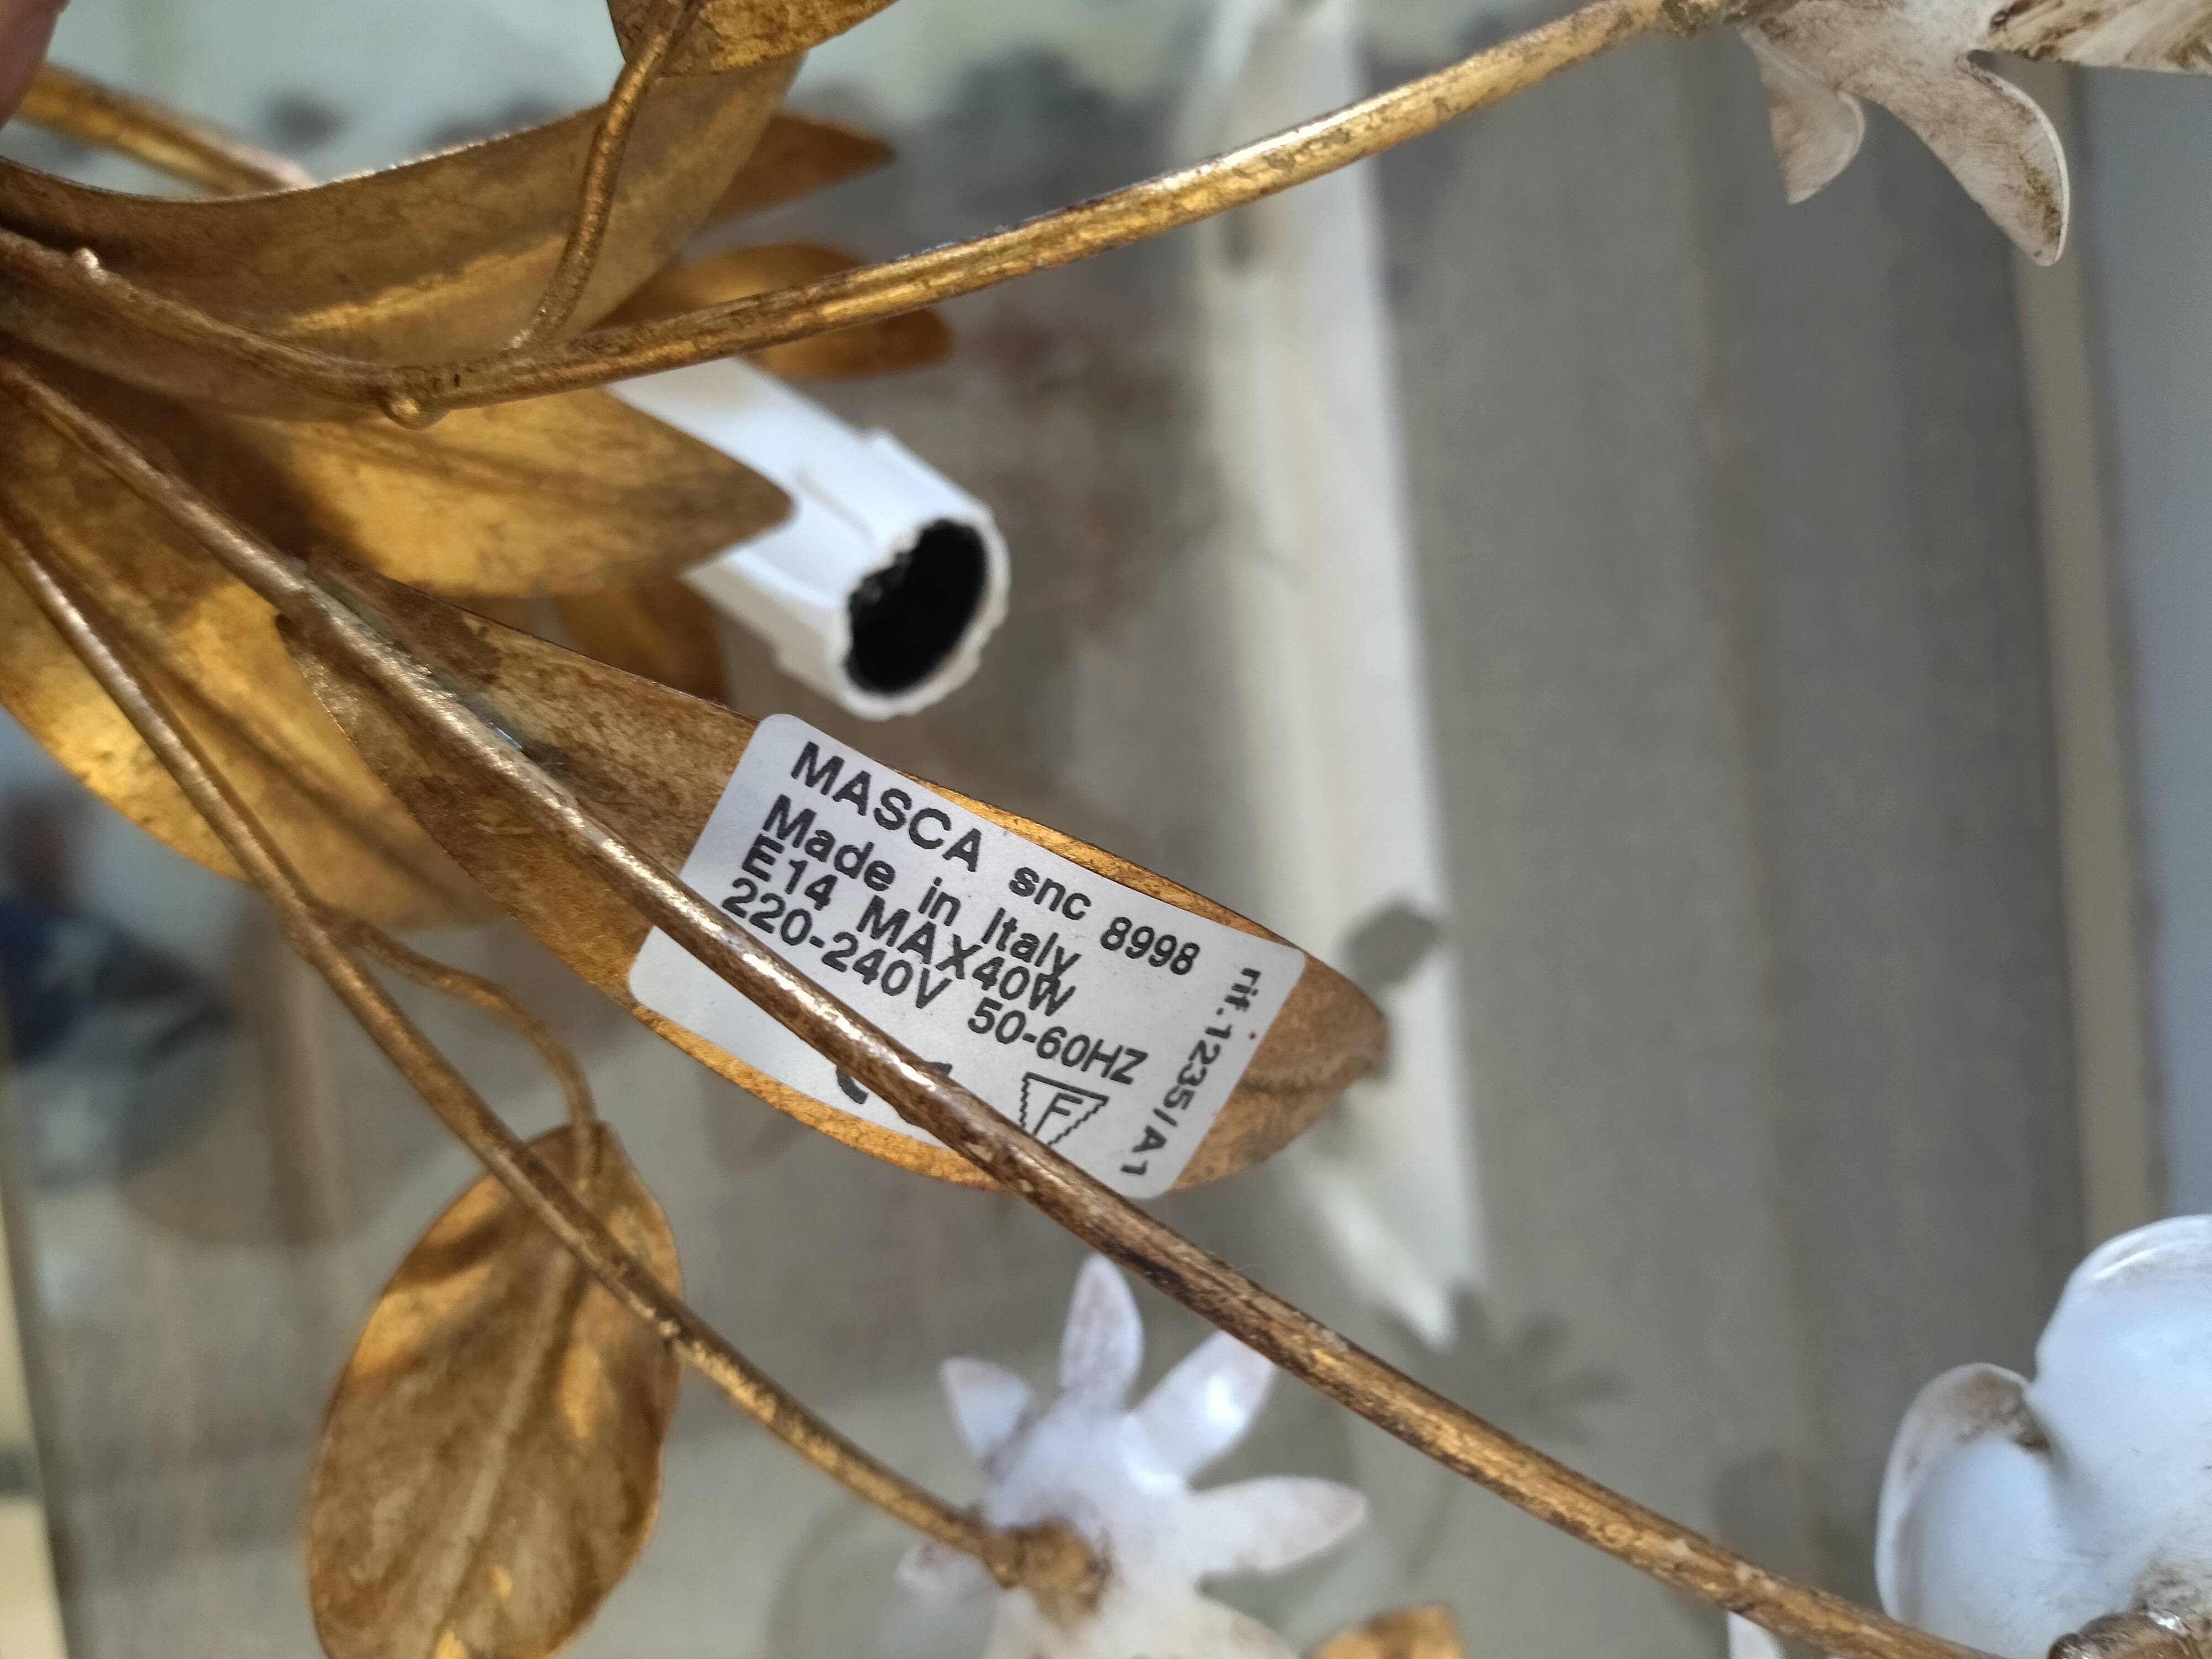 MASCA snc 8998
Made in Italy
E14 MAX40W
220-240V 50-60HZ
F
rif.1235/A1